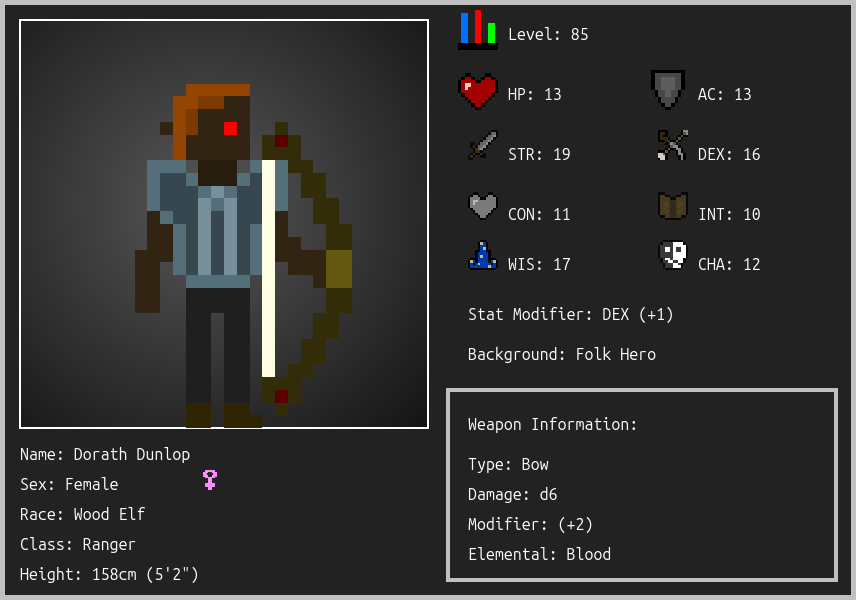 Level: 85
HP: 13
AC: 13
STR: 19
DEX: 16
CON: 11
INT: 10
WIS: 17
CHA: 12
Stat Modifier: DEX (+1)
Background: Folk Hero
Weapon Information:
Type: Bow
Damage: d6
Modifier: (+2)
Elemental: Blood
Name: Dorath Dunlop
Sex: Female
Race: Wood Elf
Class: Ranger
Height: 158cm (5'2")